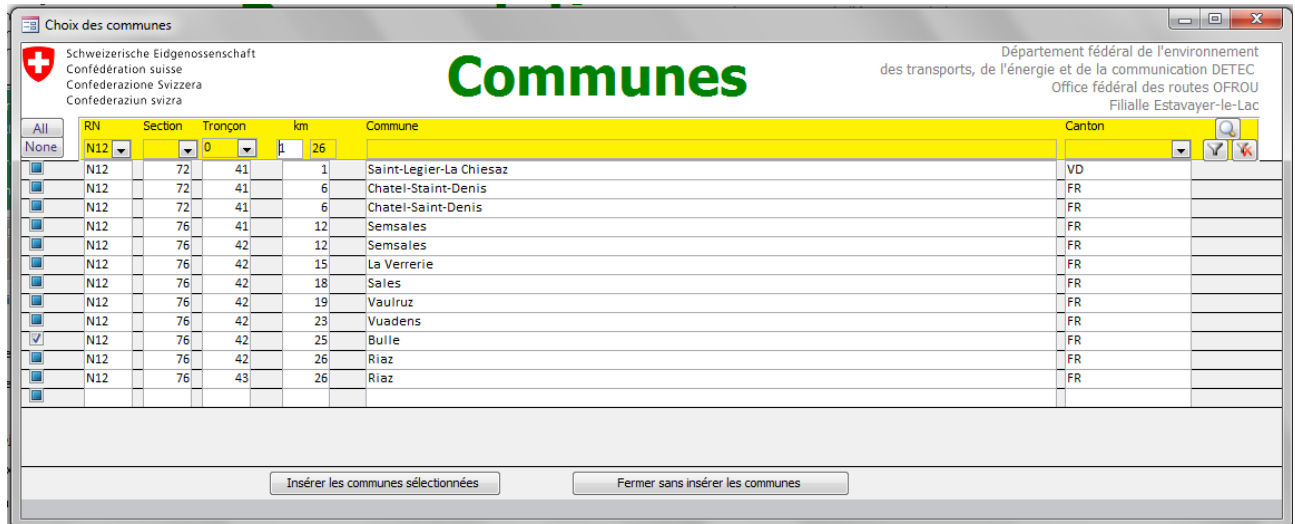 Choix des communes
Schweizerische Eidgenossenschaft
Confédération suisse
Confederazione Svizzera
Confederaziun svizra
Communes
Département fédéral de l'environnement
des transports, de l'énergie et de la communication DETEC
Office fédéral des routes OFROU
Filialle Estavayer-le-Lac
All RN Section Tronçon km Commune Canton
None N12 0 1 26
N12 72 41 1 Saint-Legier-La Chiesaz VD
N12 72 41 6 Chatel-Staint-Denis FR
N12 72 41 6 Chatel-Saint-Denis FR
N12 76 41 12 Semsales FR
N12 76 42 12 Semsales FR
N12 76 42 15 La Verrerie FR
N12 76 42 18 Sales FR
N12 76 42 19 Vaulruz FR
N12 76 42 23 Vuadens FR
N12 76 42 25 Bulle FR
N12 76 42 26 Riaz FR
N12 76 43 26 Riaz FR
Insérer les communes sélectionnées Fermer sans insérer les communes